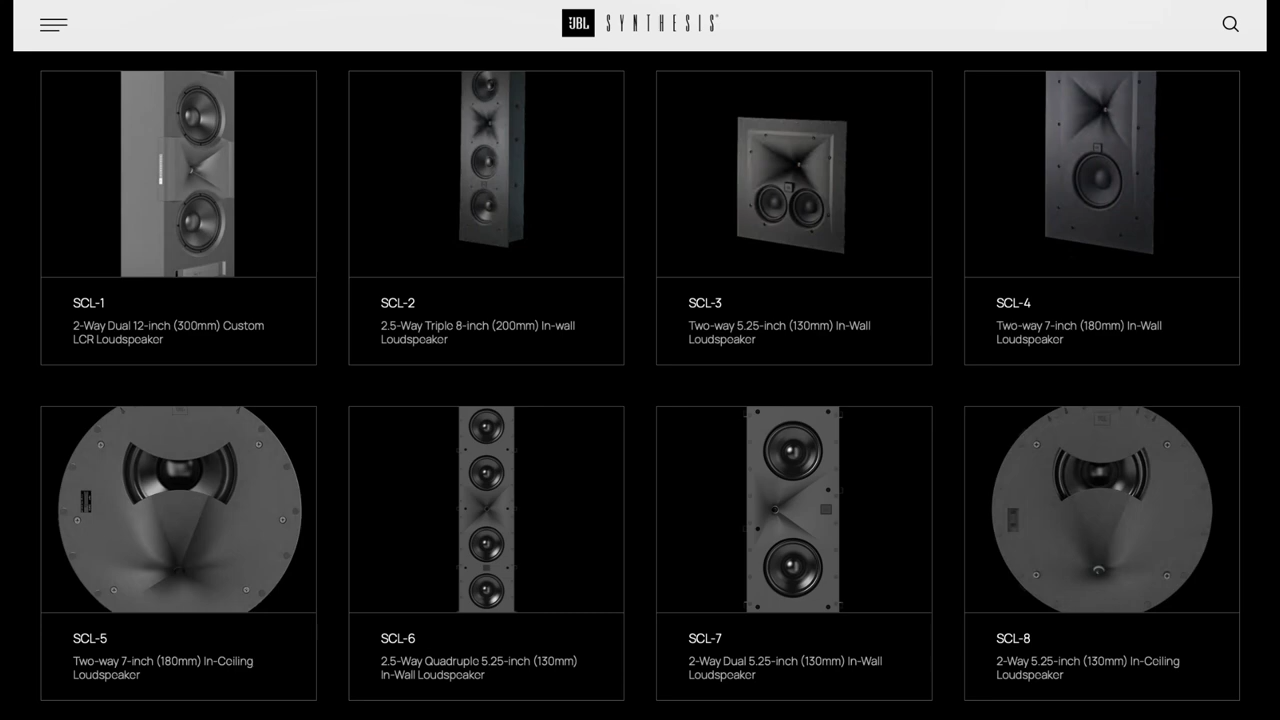 JBL SYNTHESIS
SCL-1
2-Way Dual 12-inch (300mm) Custom
LCR Loudspeaker
SCL-2
2.5-Way Triple 8-inch (200mm) In-wall
Loudspeaker
SCL-3
Two-way 5.25-inch (130mm) In-Wall
Loudspeaker
SCL-4
Two-way 7-inch (180mm) In-Wall
Loudspeaker
SCL-5
Two-way 7-inch (180mm) In-Ceiling
Loudspeaker
SCL-6
2.5-Way Quadruple 5.25-inch (130mm)
In-Wall Loudspeaker
SCL-7
2-Way Dual 5.25-inch (130mm) In-Wall
Loudspeaker
SCL-8
2-Way 5.25-inch (130mm) In-Ceiling
Loudspeaker